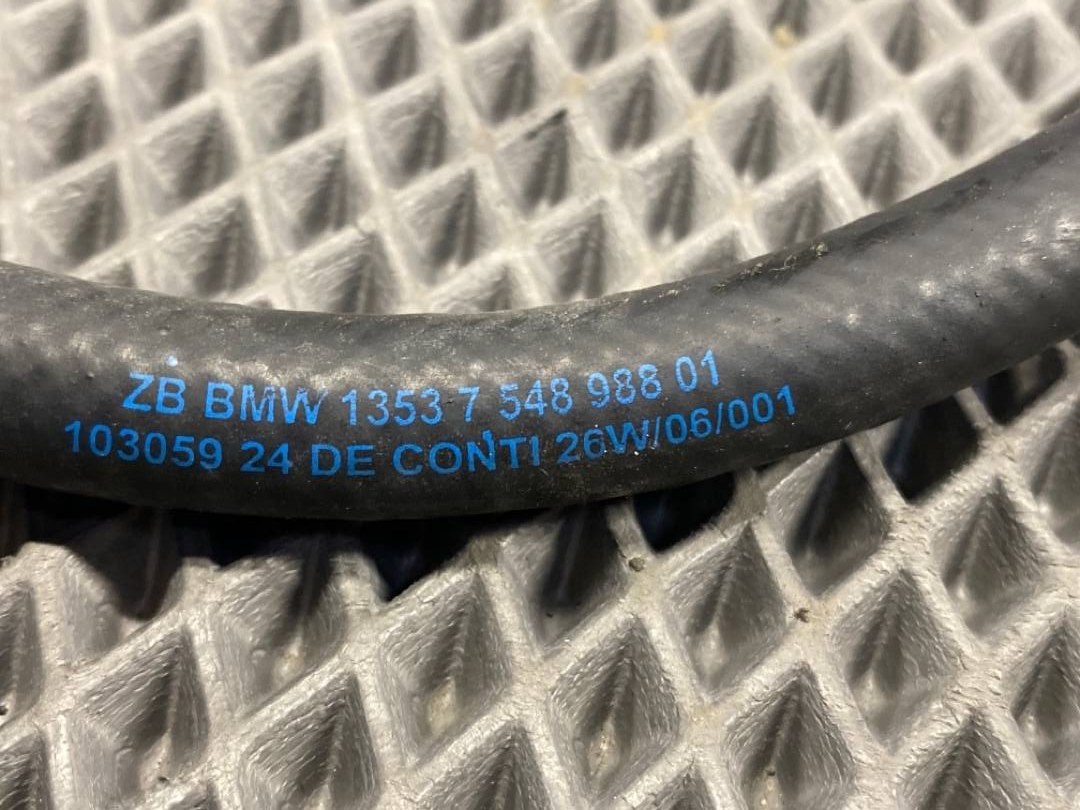 ZB BMW 1353 7 548 988 01
103059 24 DE CONTI 26W/06/001